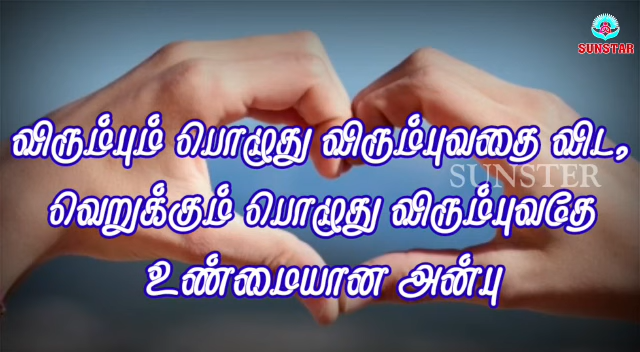 SUNSTAR
விரும்பும் பொழுது விரும்புவதை விட,
SUNSTER
வெறுக்கும் பொழுது விரும்புவதே
உண்மையான அன்பு